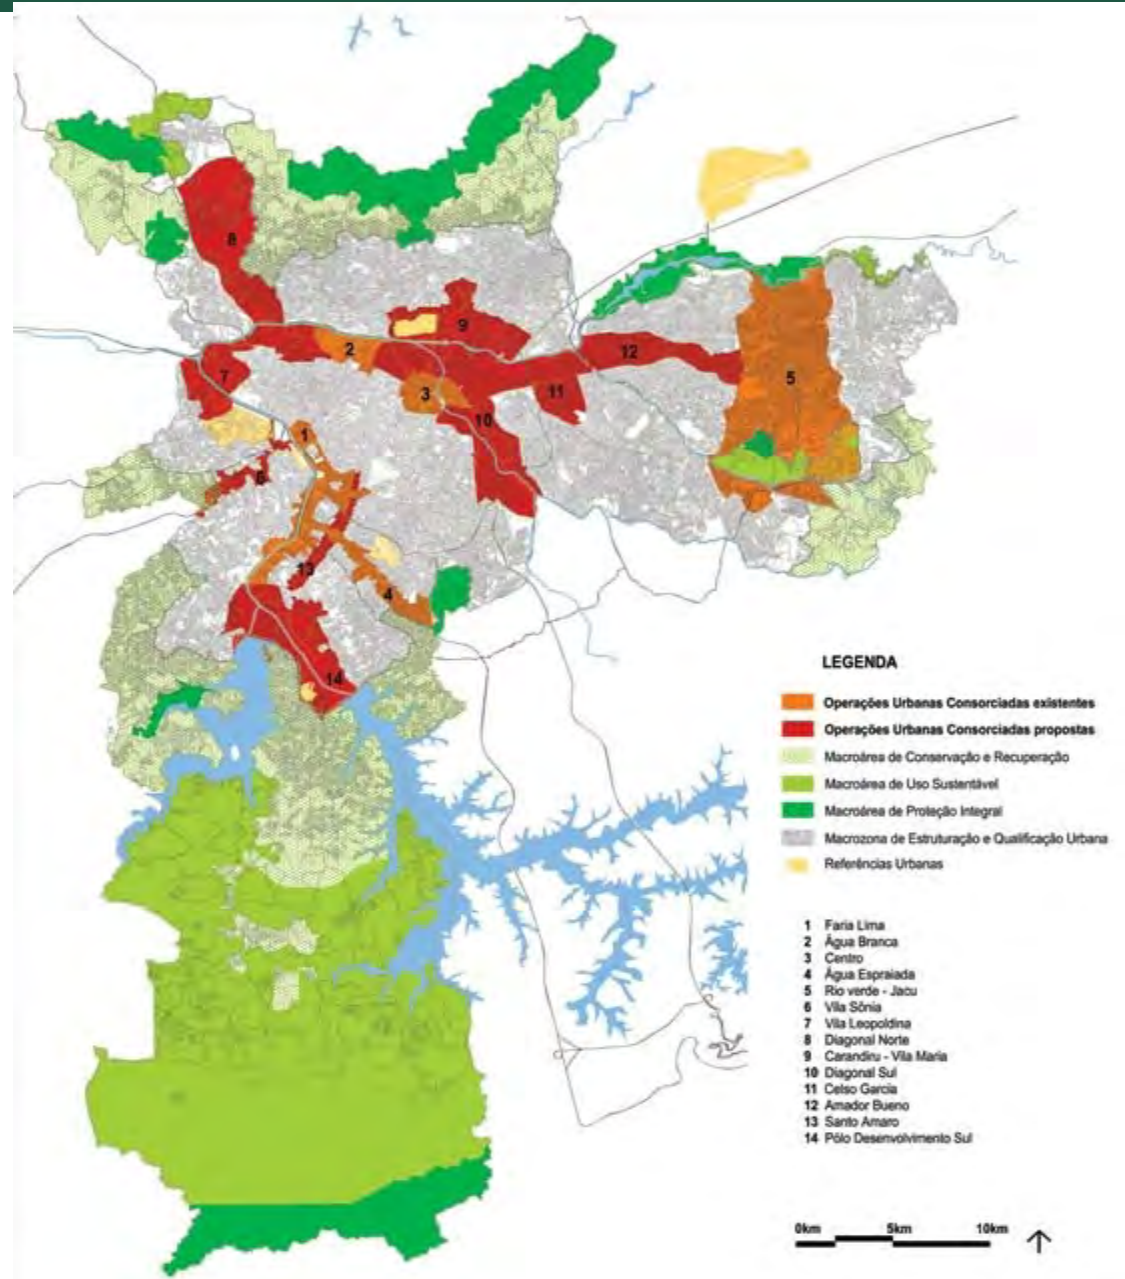 8
9
2
12
7
3
5
11
10
1
6
13
4
14
LEGENDA
Operações Urbanas Consorciadas existentes
Operações Urbanas Consorciadas propostas
Macroárea de Conservação e Recuperação
Macroárea de Uso Sustentável
Macroárea de Proteção Integral
Macrozona de Estruturação e Qualificação Urbana
Referências Urbanas
1 Faria Lima
2 Água Branca
3 Centro
4 Água Espraiada
5 Rio verde - Jacu
6 Vila Sônia
7 Vila Leopoldina
8 Diagonal Norte
9 Carandiru - Vila Maria
10 Diagonal Sul
11 Celso Garcia
12 Amador Bueno
13 Santo Amaro
14 Pólo Desenvolvimento Sul
0km 5km 10km